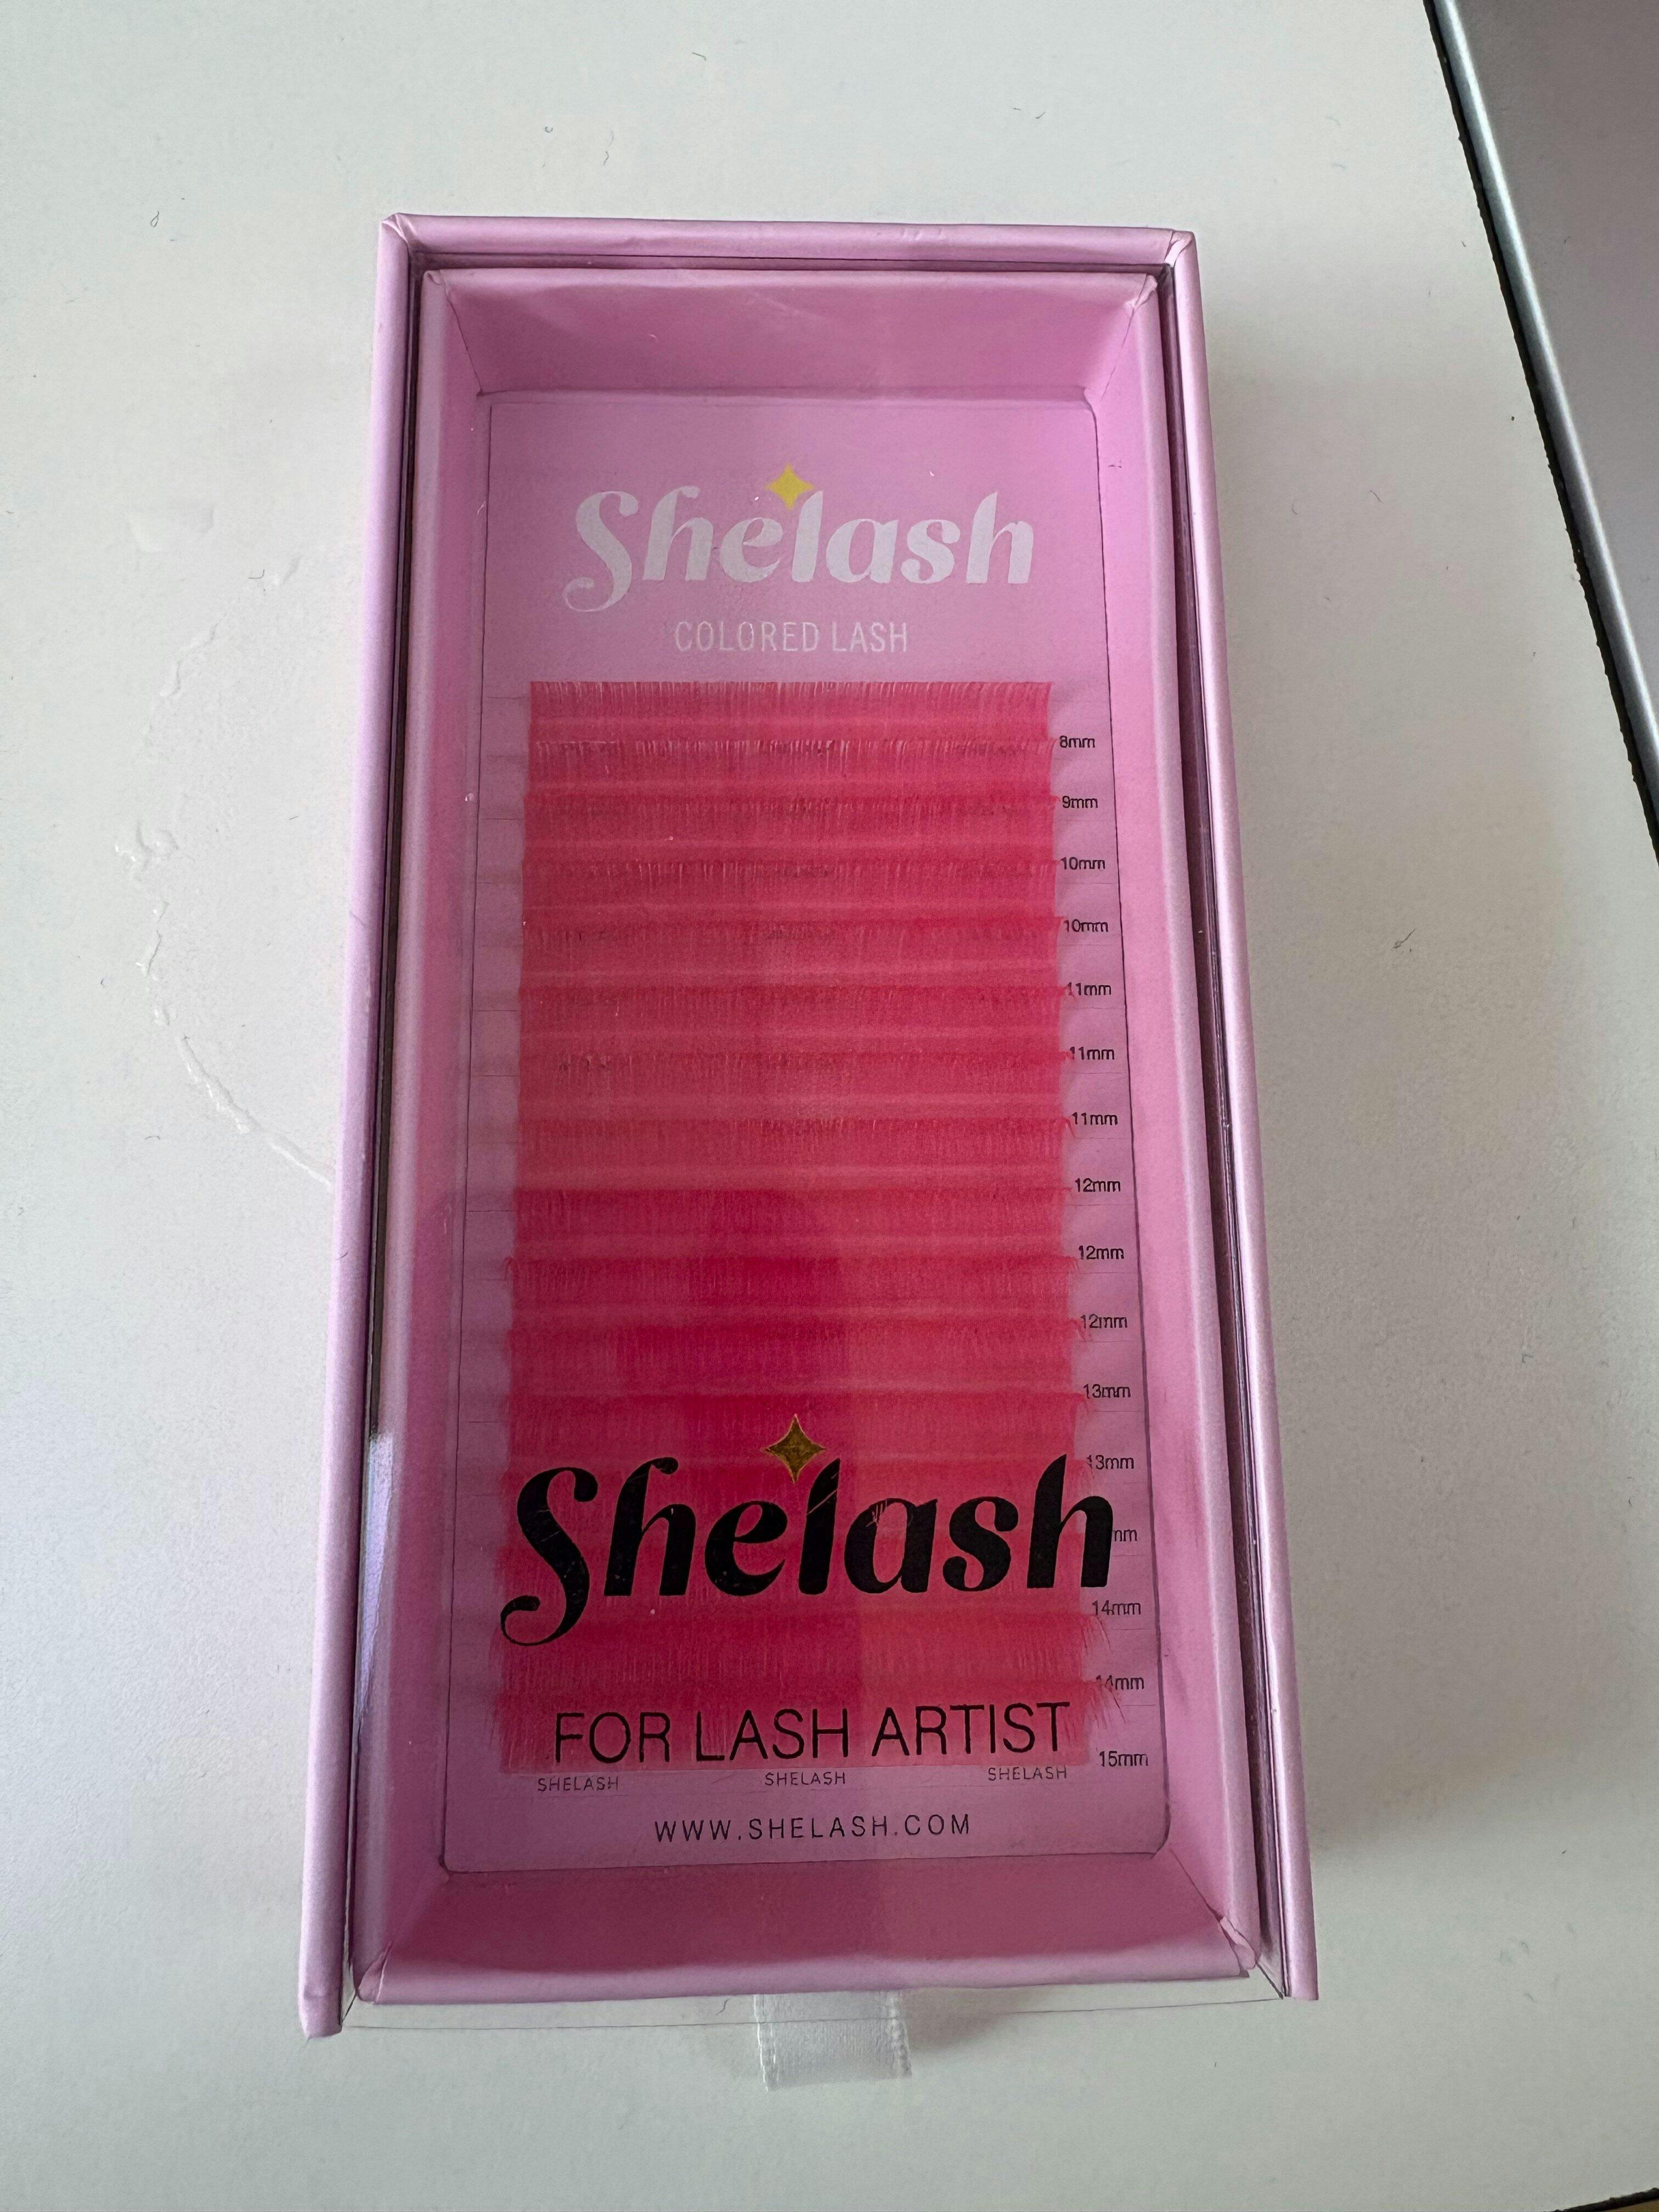 Shelash
COLORED LASH
8mm
9mm
10mm
10mm
11mm
11mm
11mm
12mm
12mm
12mm
13mm
13mm
Shelash
14mm
14mm
FOR LASH ARTIST
15mm
SHELASH SHELASH SHELASH
WWW.SHELASH.COM